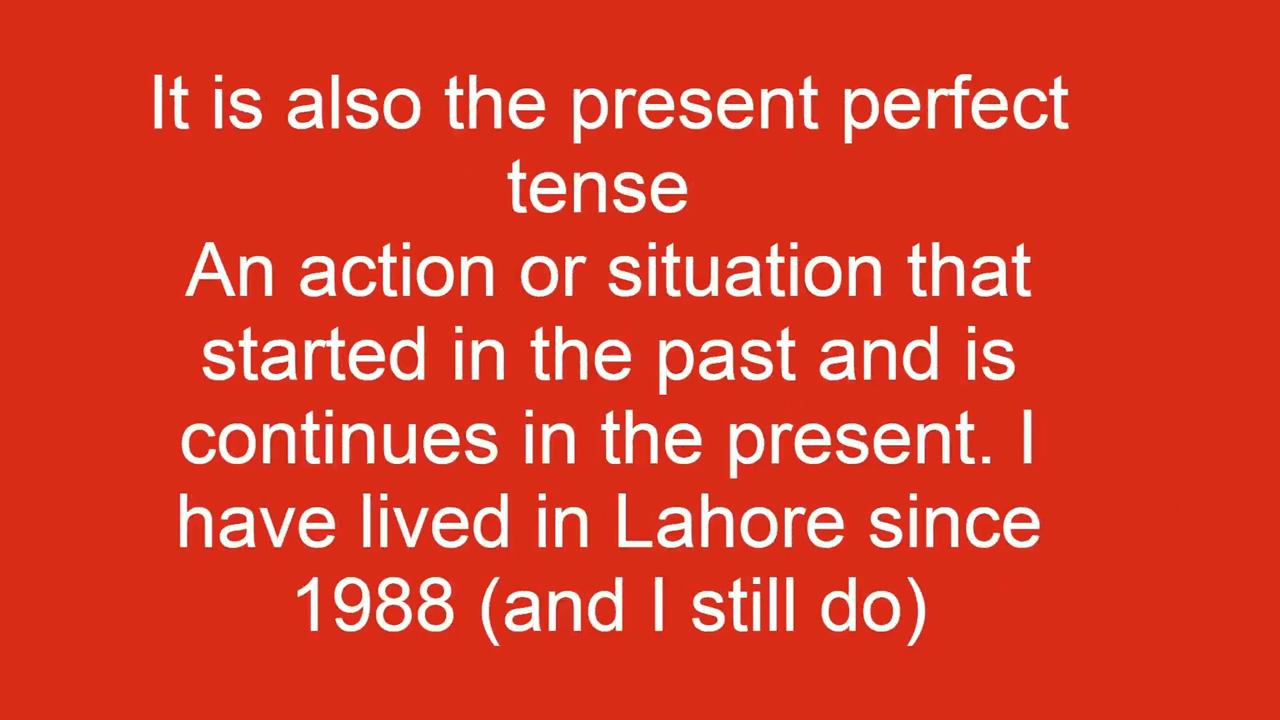 It is also the present perfect
tense
An action or situation that
started in the past and is
continues in the present. I
have lived in Lahore since
1988 (and I still do)